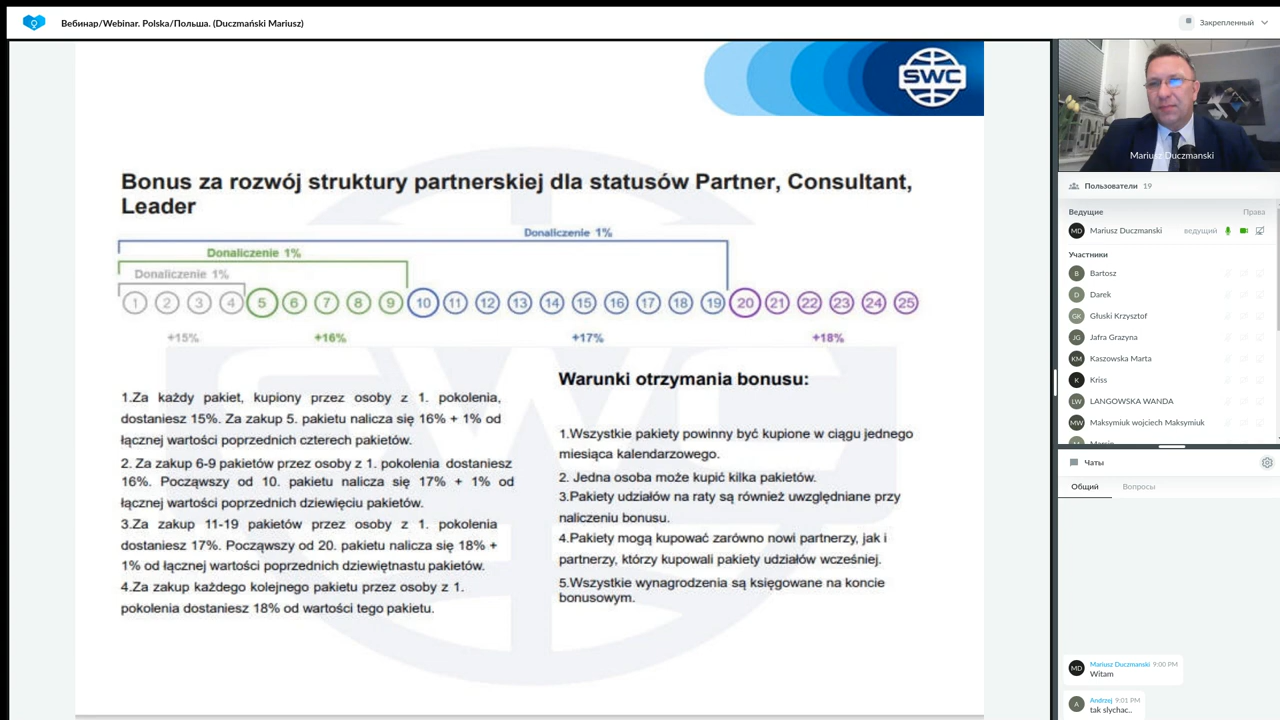 Вебинар/Webinar. Polska/Польша. (Duczmański Mariusz)
Закрепленный
SWC
Bonus za rozwój struktury partnerskiej dla statusów Partner, Consultant,
Leader
Donaliczenie 1%
Donaliczenie 1%
Donaliczenie 1%
1 2 3 4 5 6 7 8 9 10 11 12 13 14 15 16 17 18 19 20 21 22 23 24 25
+15% +16% +17% +18%
1.Za każdy pakiet, kupiony przez osoby z 1. pokolenia,
dostaniesz 15%. Za zakup 5. pakietu nalicza się 16% + 1% od
łącznej wartości poprzednich czterech pakietów.
2. Za zakup 6-9 pakietów przez osoby z 1. pokolenia dostaniesz
16%. Począwszy od 10. pakietu nalicza się 17% + 1% od
łącznej wartości poprzednich dziewięciu pakietów.
3.Za zakup 11-19 pakietów przez osoby z 1. pokolenia
dostaniesz 17%. Począwszy od 20. pakietu nalicza się 18% +
1% od łącznej wartości poprzednich dziewiętnastu pakietów.
4.Za zakup każdego kolejnego pakietu przez osoby z 1.
pokolenia dostaniesz 18% od wartości tego pakietu.
Warunki otrzymania bonusu:
1.Wszystkie pakiety powinny być kupione w ciągu jednego
miesiąca kalendarzowego.
2. Jedna osoba może kupić kilka pakietów.
3.Pakiety udziałów na raty są również uwzględniane przy
naliczeniu bonusu.
4.Pakiety mogą kupować zarówno nowi partnerzy, jak i
partnerzy, którzy kupowali pakiety udziałów wcześniej.
5.Wszystkie wynagrodzenia są księgowane na koncie
bonusowym.
Mariusz Duczmanski
Пользователи 19
Ведущие Права
MD Mariusz Duczmanski ведущий
Участники
B Bartosz
D Darek
GK Głuski Krzysztof
JG Jafra Grazyna
KM Kaszowska Marta
K Kriss
LW LANGOWSKA WANDA
MW Maksymiuk wojciech Maksymiuk
Чаты
Общий Вопросы
MD Mariusz Duczmanski 9:00 PM
Witam
A Andrzej 9:01 PM
tak slychac..